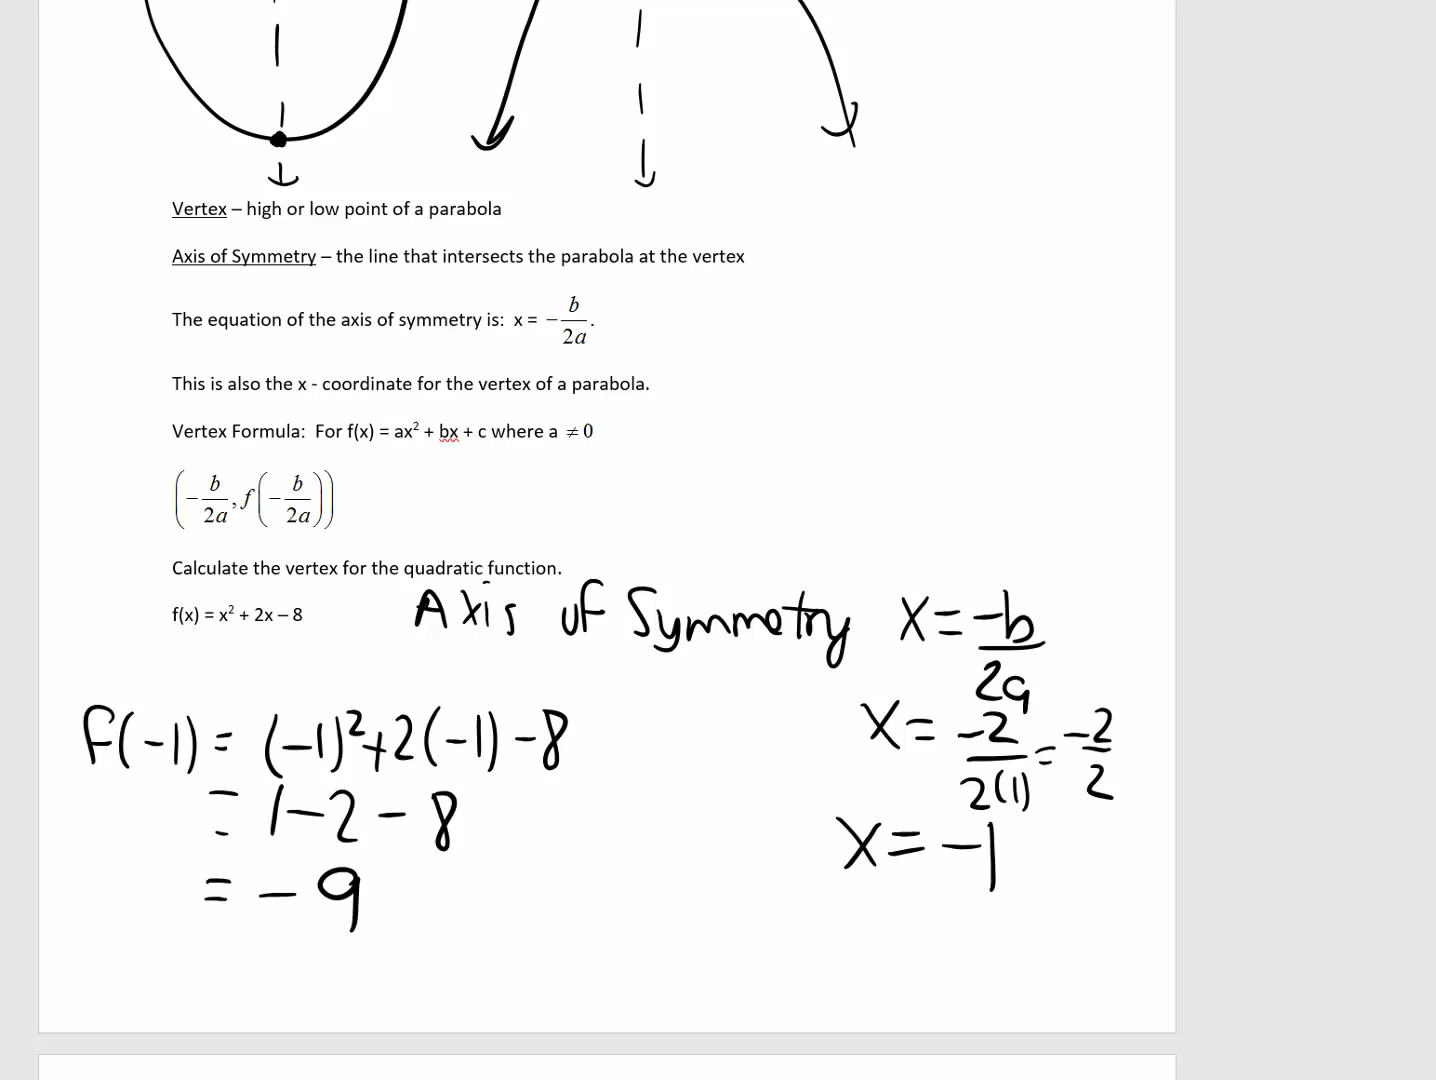 Vertex – high or low point of a parabola
Axis of Symmetry – the line that intersects the parabola at the vertex
The equation of the axis of symmetry is: x = -b/2a.
This is also the x - coordinate for the vertex of a parabola.
Vertex Formula: For f(x) = ax² + bx + c where a ≠ 0
(-b/2a, f(-b/2a))
Calculate the vertex for the quadratic function.
f(x) = x² + 2x – 8
Axis of Symmetry x = -b/2a
f(-1) = (-1)²+2(-1)-8
= 1-2-8
= -9
x = -2/2(1) = -2/2
x = -1